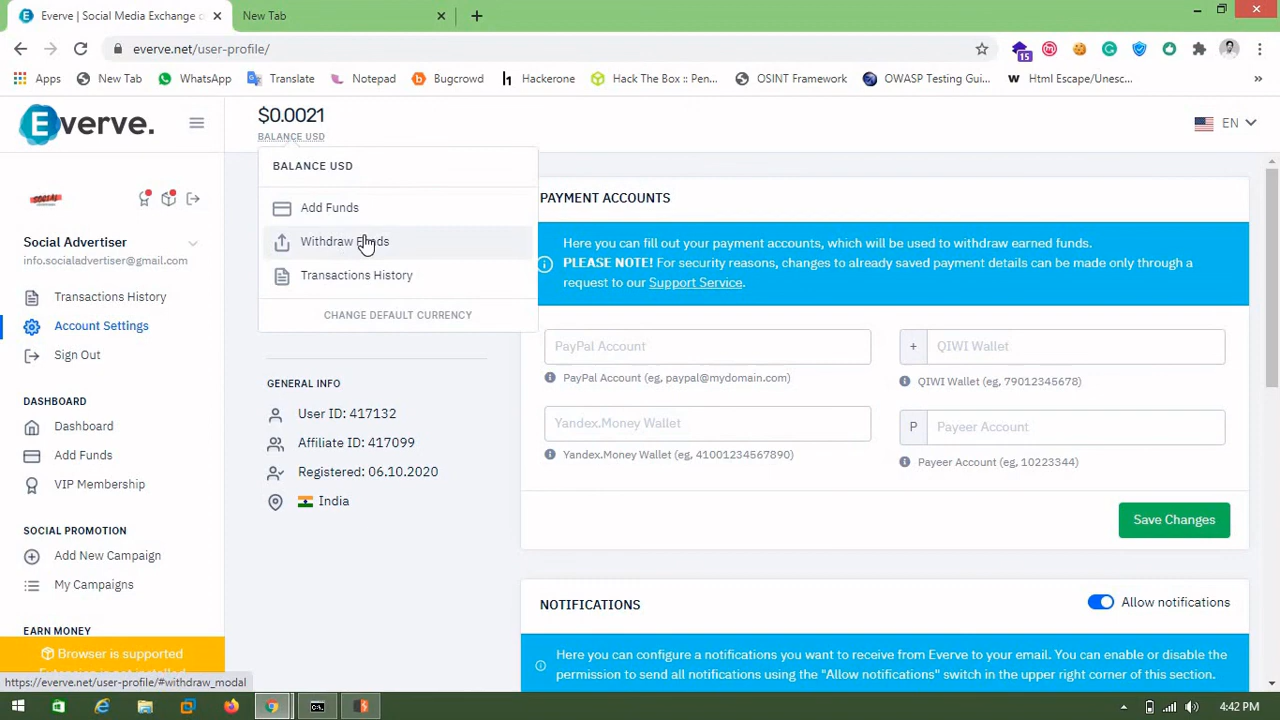 Everve | Social Media Exchange o
New Tab
everve.net/user-profile/
15
Apps
New Tab
WhatsApp
Translate
Notepad
Bugcrowd
Hackerone
Hack The Box :: Pen...
OSINT Framework
OWASP Testing Gui...
Html Escape/Unesc...
»
Everve.
$0.0021
BALANCE USD
EN
BALANCE USD
Add Funds
Withdraw Funds
Transactions History
CHANGE DEFAULT CURRENCY
SOCIAL
Social Advertiser
info.socialadvertiser@gmail.com
Transactions History
Account Settings
Sign Out
DASHBOARD
Dashboard
Add Funds
VIP Membership
SOCIAL PROMOTION
Add New Campaign
My Campaigns
EARN MONEY
Browser is supported
Extension is not installed
https://everve.net/user-profile/#withdraw_modal
GENERAL INFO
User ID: 417132
Affiliate ID: 417099
Registered: 06.10.2020
India
PAYMENT ACCOUNTS
Here you can fill out your payment accounts, which will be used to withdraw earned funds.
PLEASE NOTE! For security reasons, changes to already saved payment details can be made only through a
request to our Support Service.
PayPal Account
+ QIWI Wallet
PayPal Account (eg, paypal@mydomain.com)
QIWI Wallet (eg, 79012345678)
Yandex.Money Wallet
P Payeer Account
Yandex.Money Wallet (eg, 41001234567890)
Payeer Account (eg, 10223344)
Save Changes
NOTIFICATIONS
Allow notifications
Here you can configure a notifications you want to receive from Everve to your email. You can enable or disable the
permission to send all notifications using the "Allow notifications" switch in the upper right corner of this section.
4:42 PM